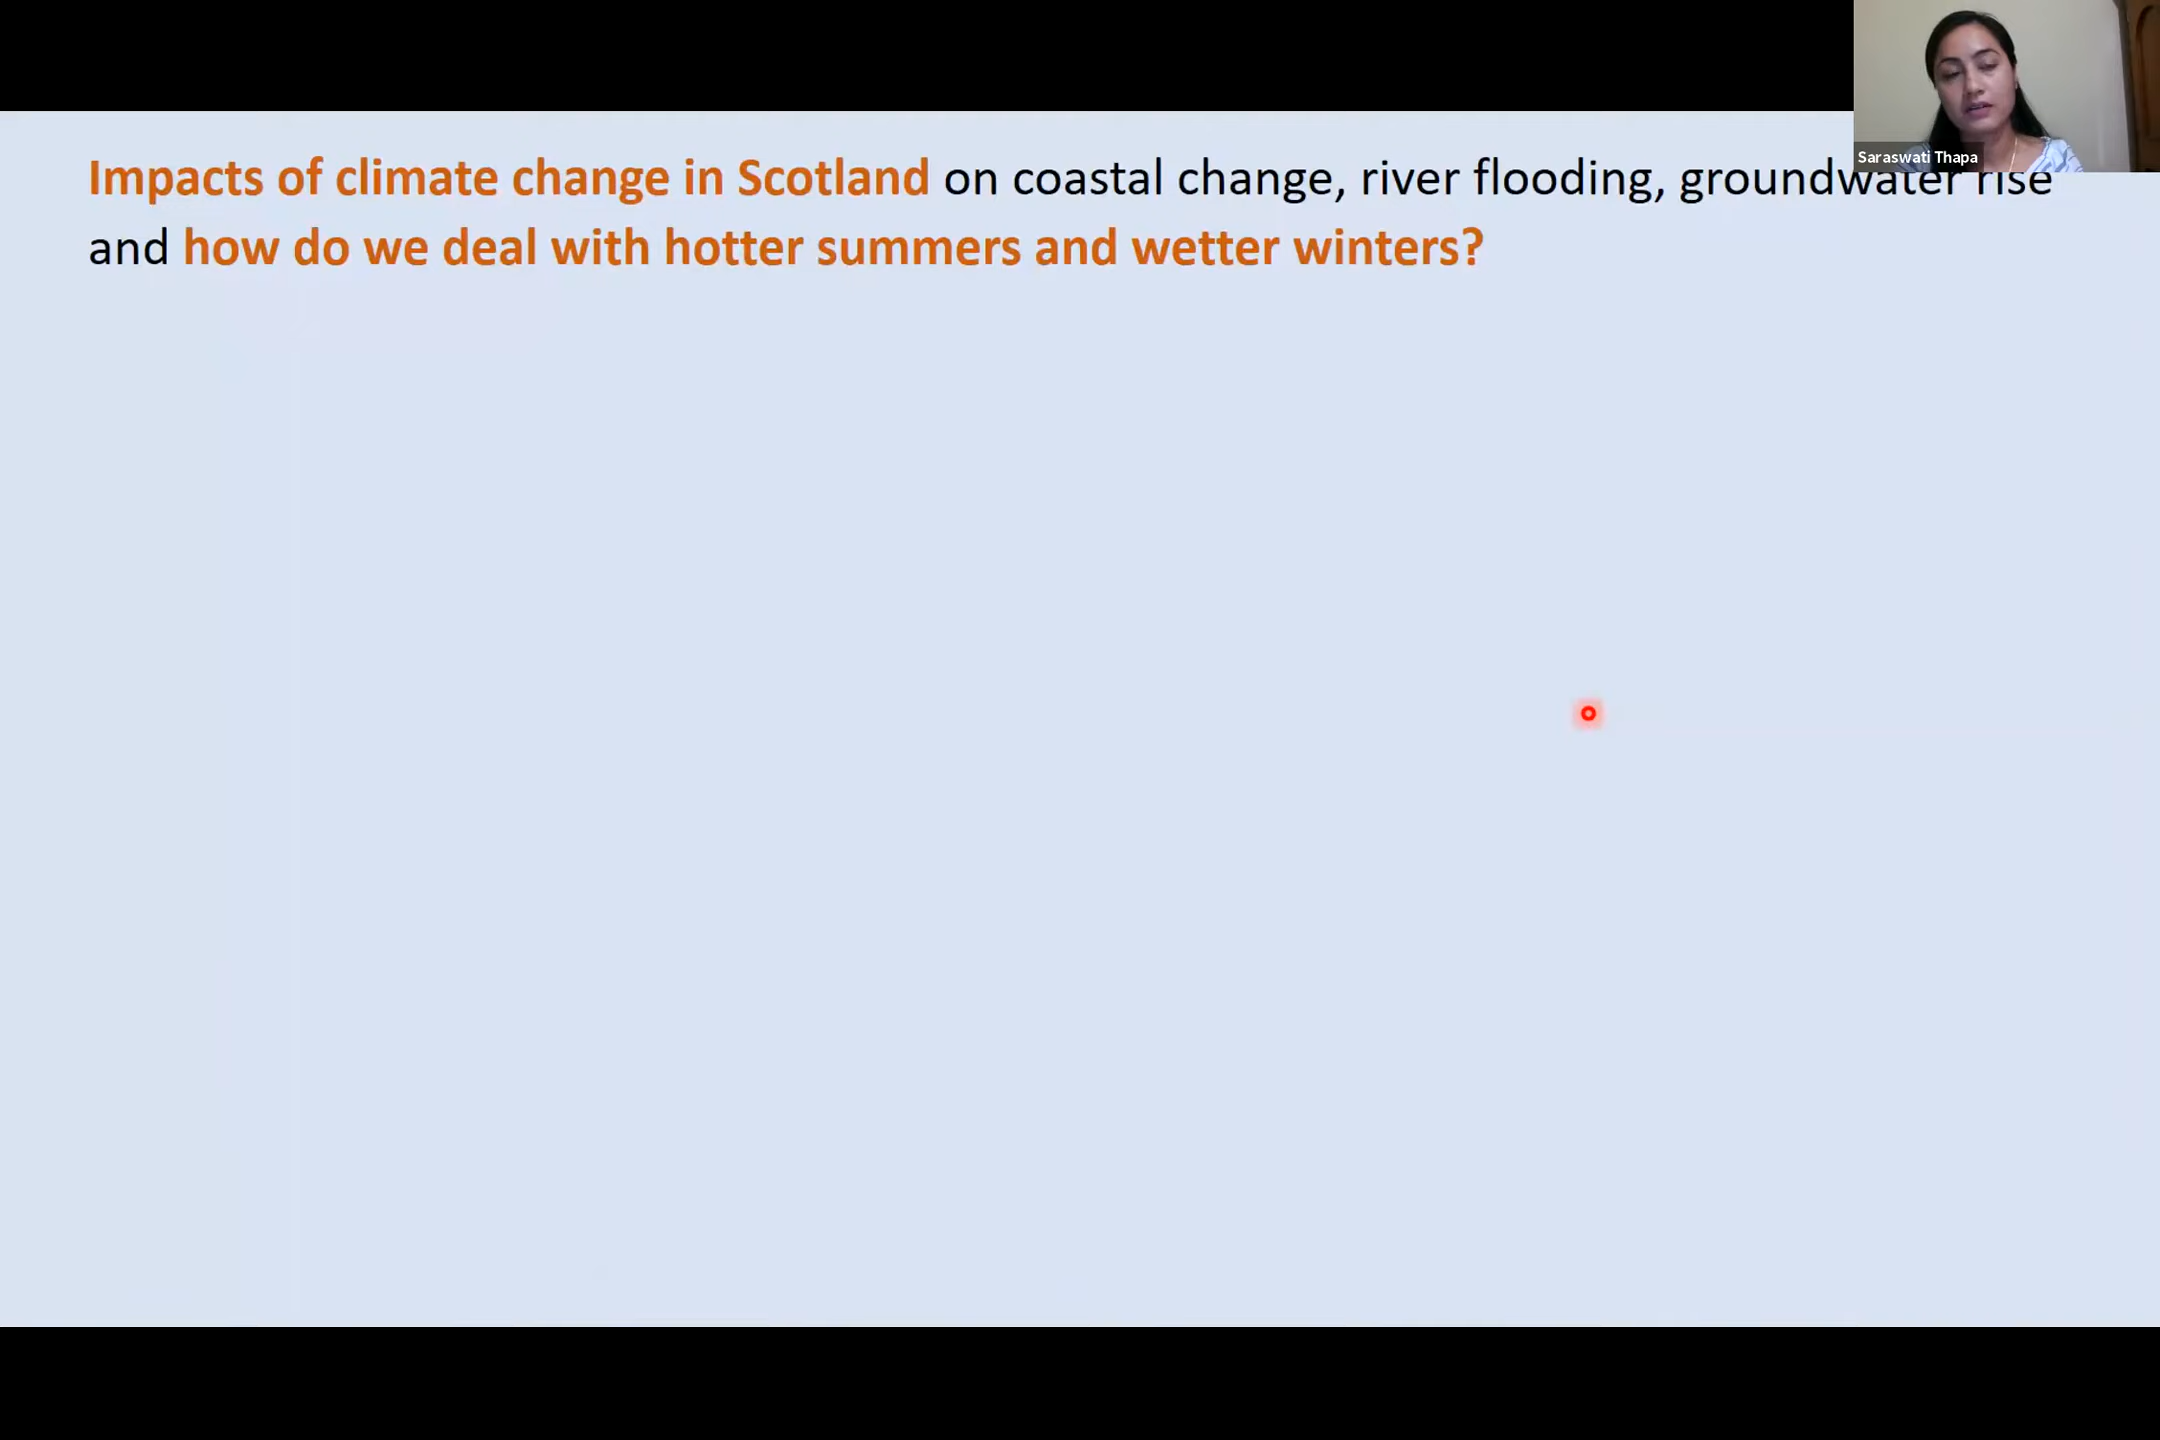 Impacts of climate change in Scotland on coastal change, river flooding, groundwater rise
and how do we deal with hotter summers and wetter winters?
Saraswati Thapa